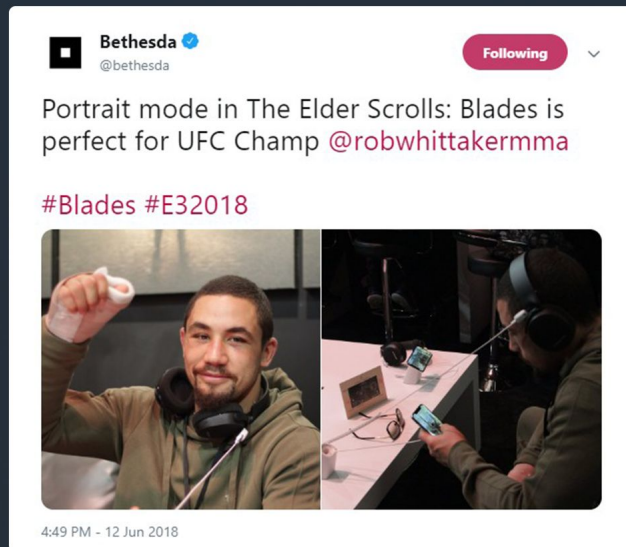 Bethesda
@bethesda
Following
Portrait mode in The Elder Scrolls: Blades is
perfect for UFC Champ @robwhittakermma
#Blades #E32018
4:49 PM - 12 Jun 2018